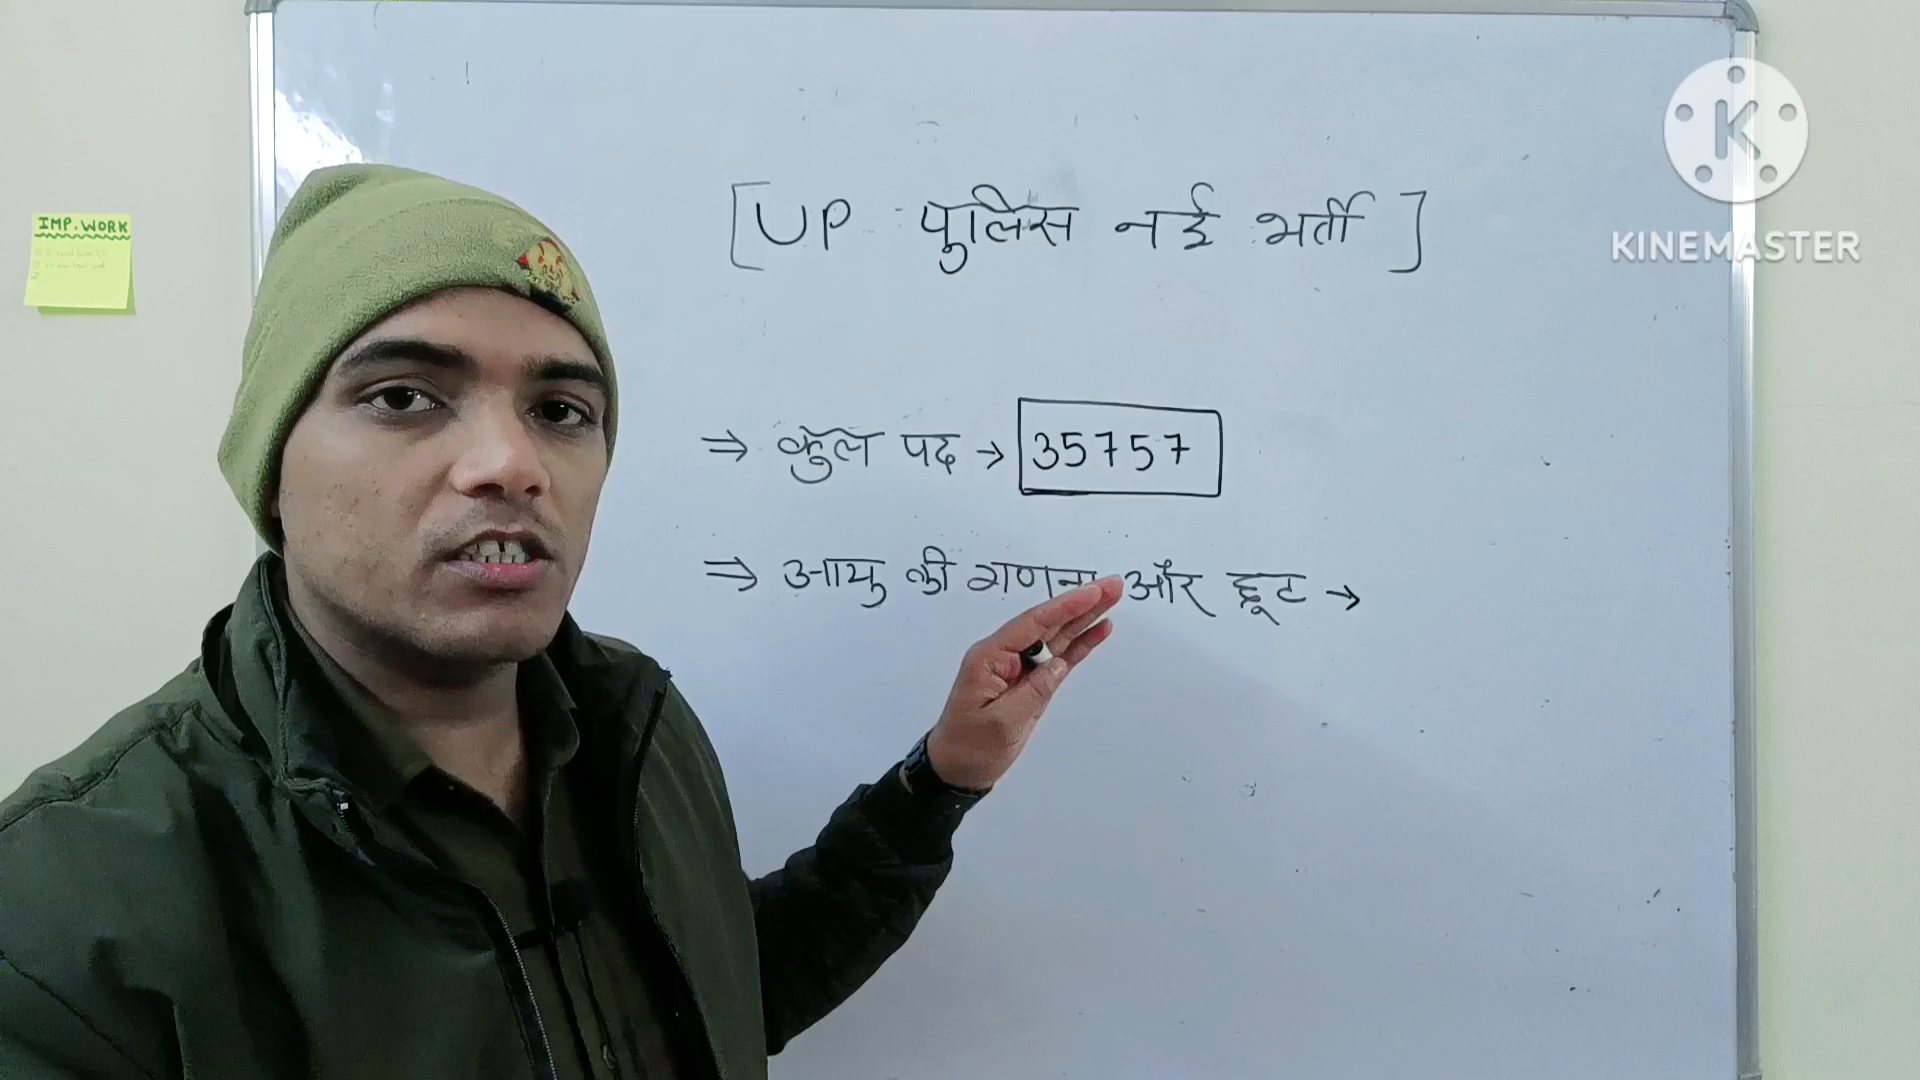 IMP. WORK
[UP पुलिस नई भर्ती]
⇒ कुल पद → 35757
⇒ आयु की गणना और छूट →
K
KINEMASTER